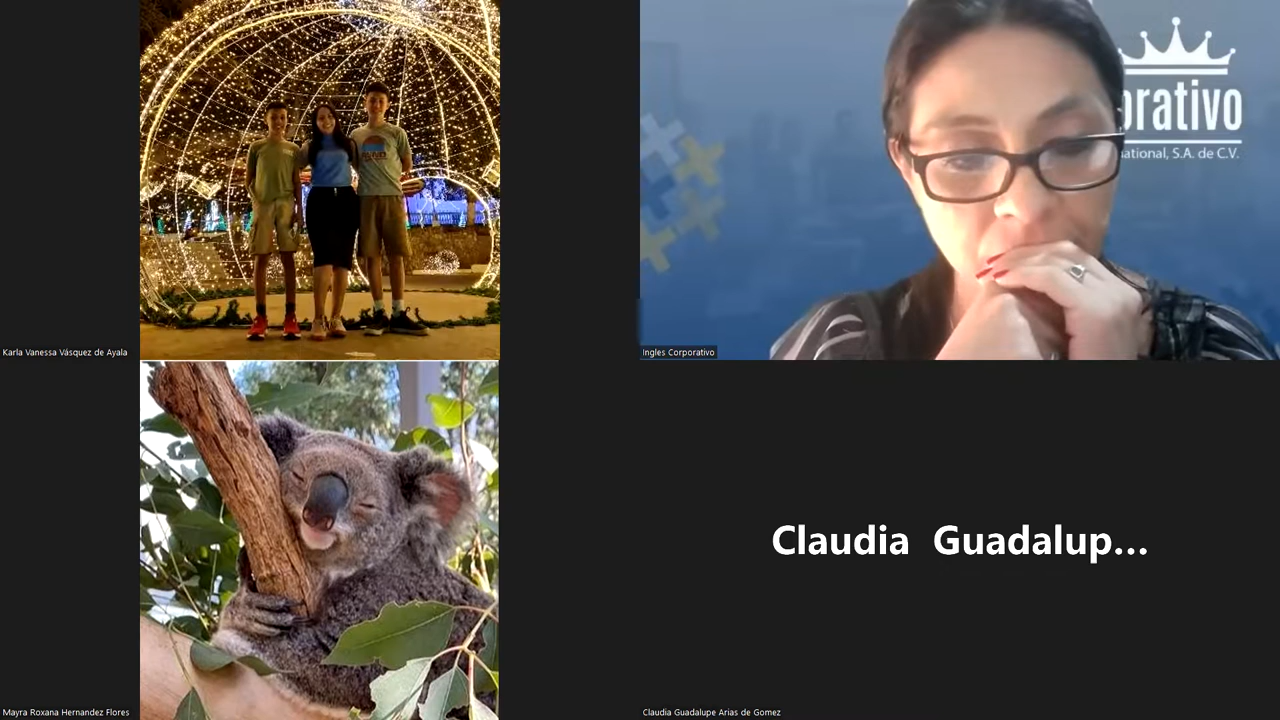 Karla Vanessa Vásquez de Ayala
orativo
national, S.A. de C.V.
Ingles Corporativo
Mayra Roxana Hernandez Flores
Claudia Guadalup...
Claudia Guadalupe Arias de Gomez